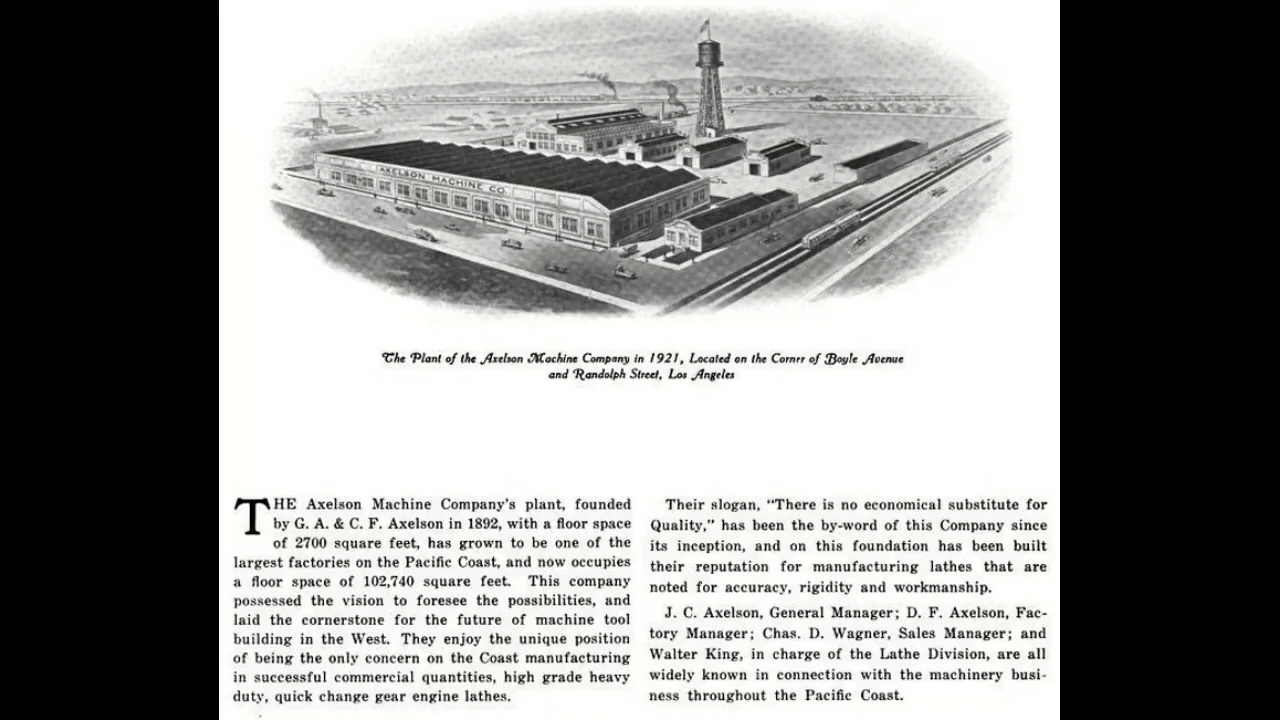 AXELSON MACHINE CO.
The Plant of the Axelson Machine Company in 1921, Located on the Cornrr of Boyle Avenue
and Randolph Street, Los Angeles
THE Axelson Machine Company's plant, founded
by G. A. & C. F. Axelson in 1892, with a floor space
of 2700 square feet, has grown to be one of the
largest factories on the Pacific Coast, and now occupies
a floor space of 102,740 square feet. This company
possessed the vision to foresee the possibilities, and
laid the cornerstone for the future of machine tool
building in the West. They enjoy the unique position
of being the only concern on the Coast manufacturing
in successful commercial quantities, high grade heavy
duty, quick change gear engine lathes.
Their slogan, "There is no economical substitute for
Quality," has been the by-word of this Company since
its inception, and on this foundation has been built
their reputation for manufacturing lathes that are
noted for accuracy, rigidity and workmanship.
J. C. Axelson, General Manager; D. F. Axelson, Fac-
tory Manager; Chas. D. Wagner, Sales Manager; and
Walter King, in charge of the Lathe Division, are all
widely known in connection with the machinery busi-
ness throughout the Pacific Coast.